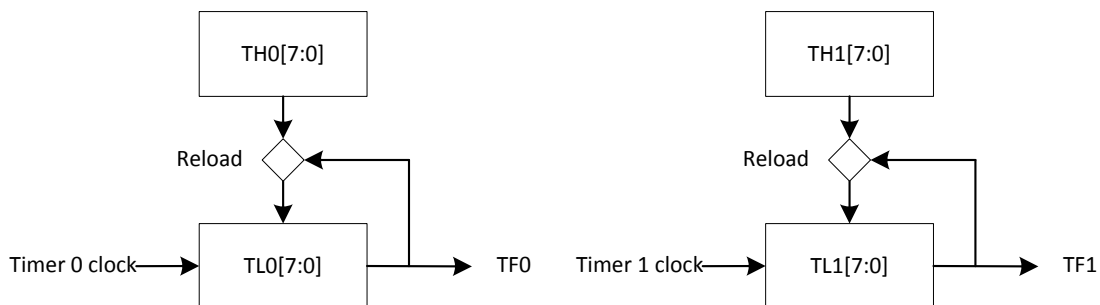 TH0[7:0]
TH1[7:0]
Reload
Reload
Timer 0 clock
TL0[7:0]
TF0
Timer 1 clock
TL1[7:0]
TF1